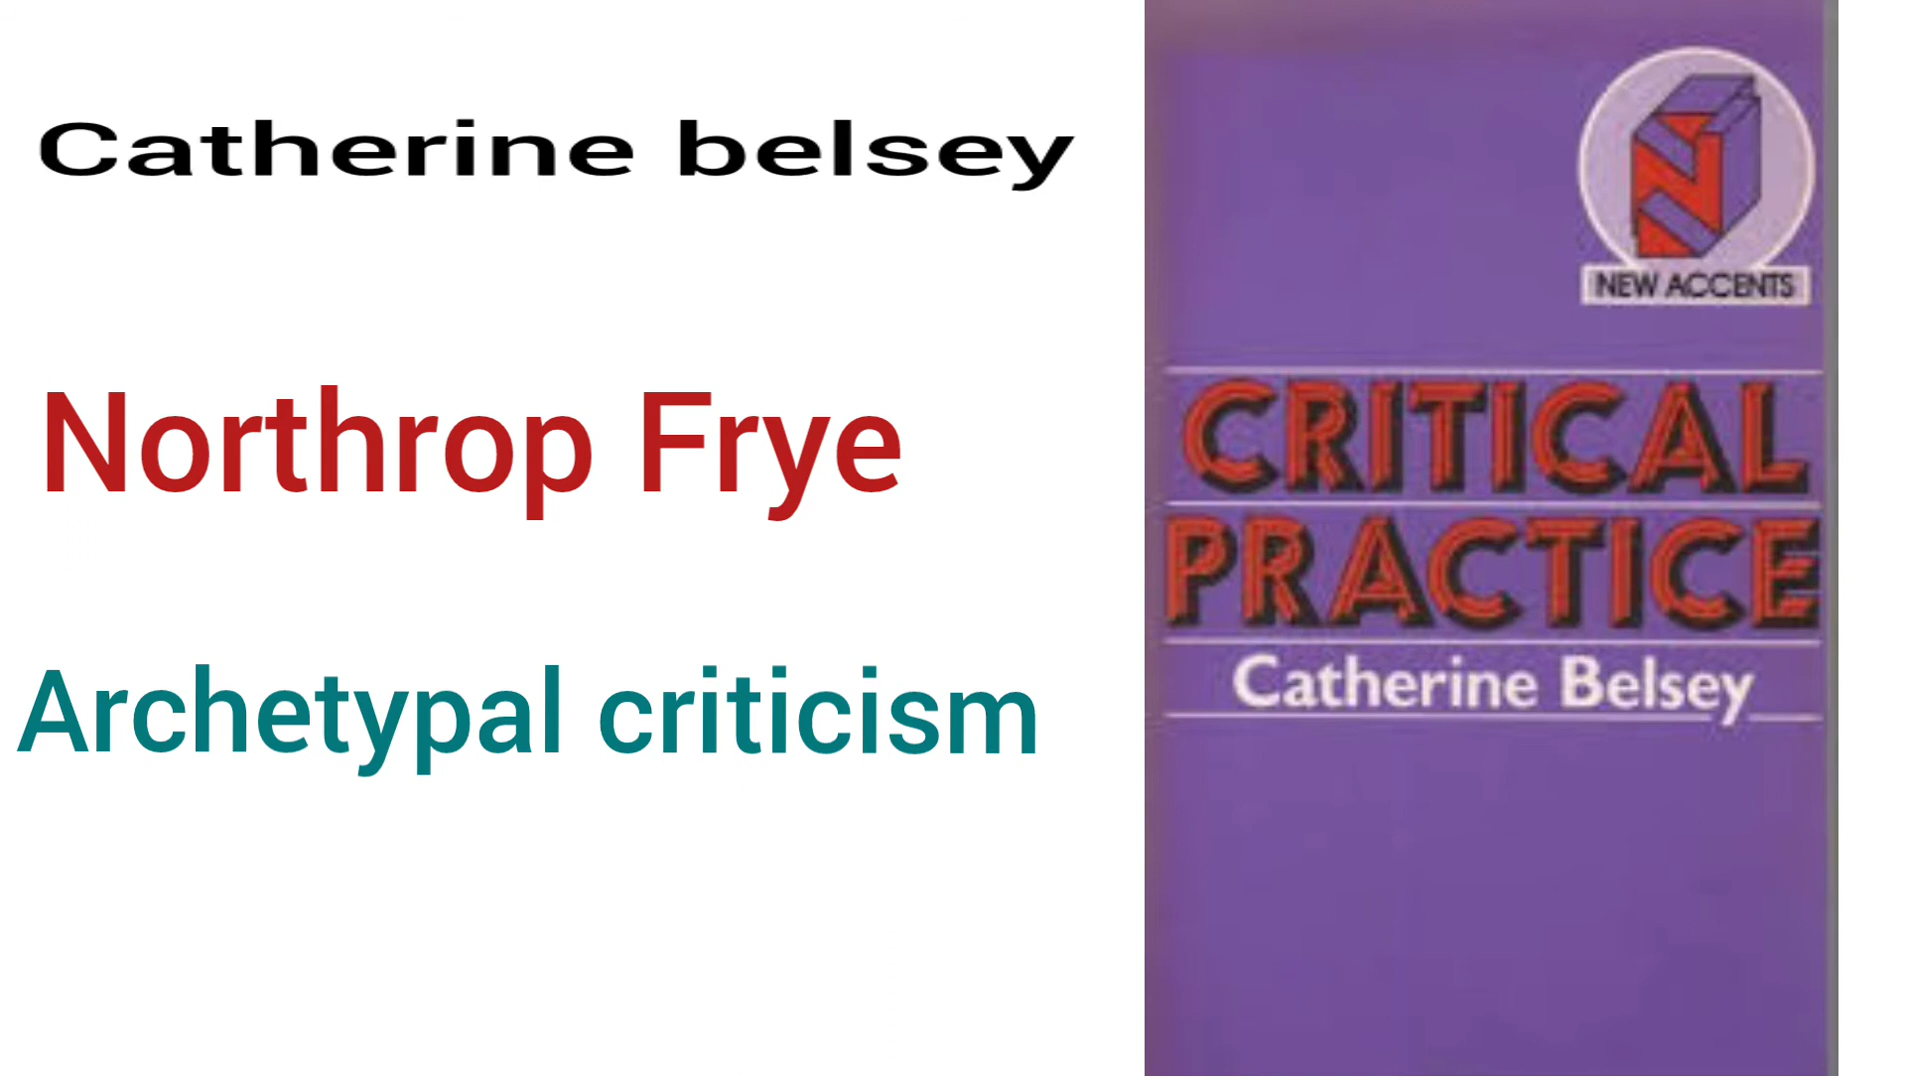 Catherine belsey
Northrop Frye
Archetypal criticism
NEW ACCENTS
CRITICAL
PRACTICE
Catherine Belsey